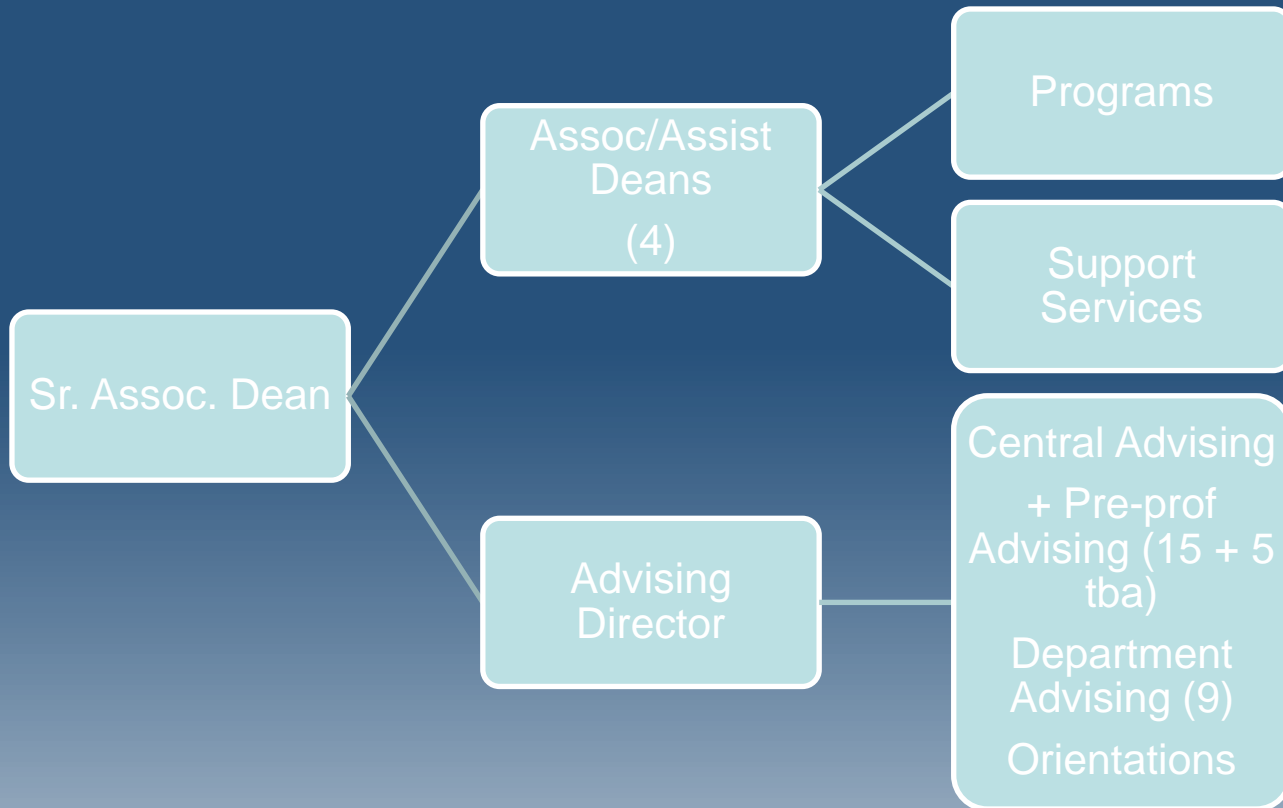 Sr. Assoc. Dean
Assoc/Assist
Deans
(4)
Programs
Support
Services
Advising
Director
Central Advising
+ Pre-prof
Advising (15 + 5
tba)
Department
Advising (9)
Orientations